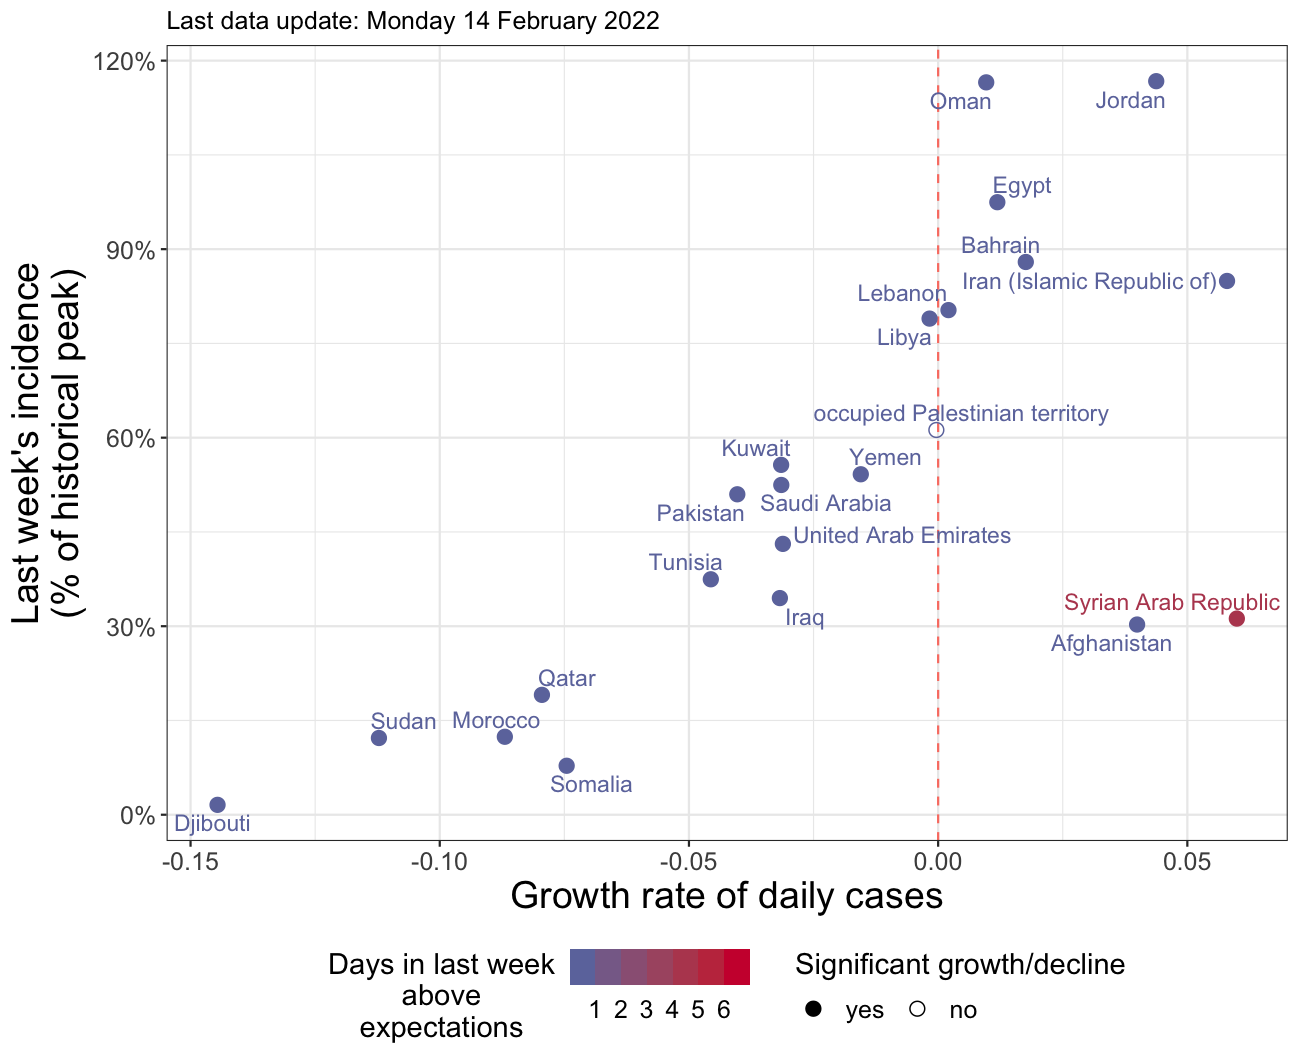 Last data update: Monday 14 February 2022
120%
Oman
Jordan
Egypt
90%
Bahrain
Iran (Islamic Republic of)
Lebanon
Libya
occupied Palestinian territory
60%
Kuwait
Yemen
Saudi Arabia
Pakistan
United Arab Emirates
Tunisia
Iraq
Syrian Arab Republic
30%
Afghanistan
Qatar
Sudan
Morocco
Somalia
0%
Djibouti
Last week's incidence
(% of historical peak)
-0.15 -0.10 -0.05 0.00 0.05
Growth rate of daily cases
Days in last week
above
expectations
1 2 3 4 5 6
Significant growth/decline
yes no